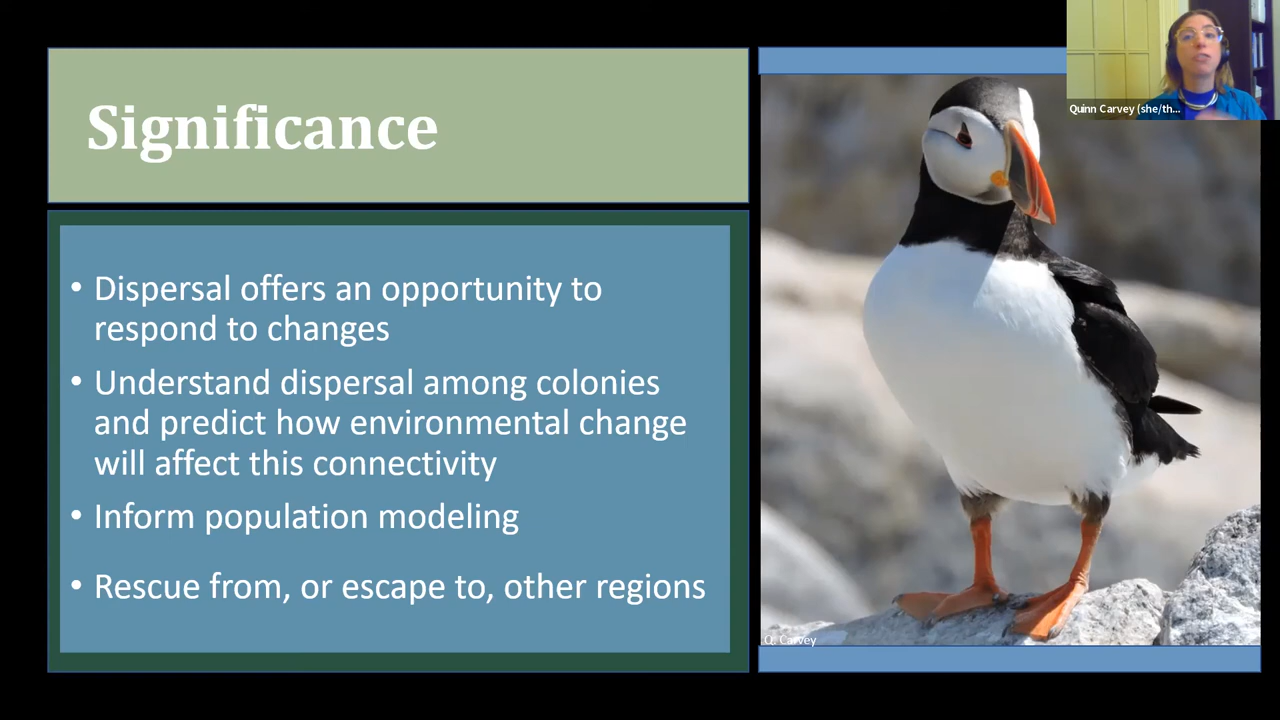 Significance
• Dispersal offers an opportunity to
respond to changes
• Understand dispersal among colonies
and predict how environmental change
will affect this connectivity
• Inform population modeling
• Rescue from, or escape to, other regions
Quinn Carvey (she/th...
Q. Carvey